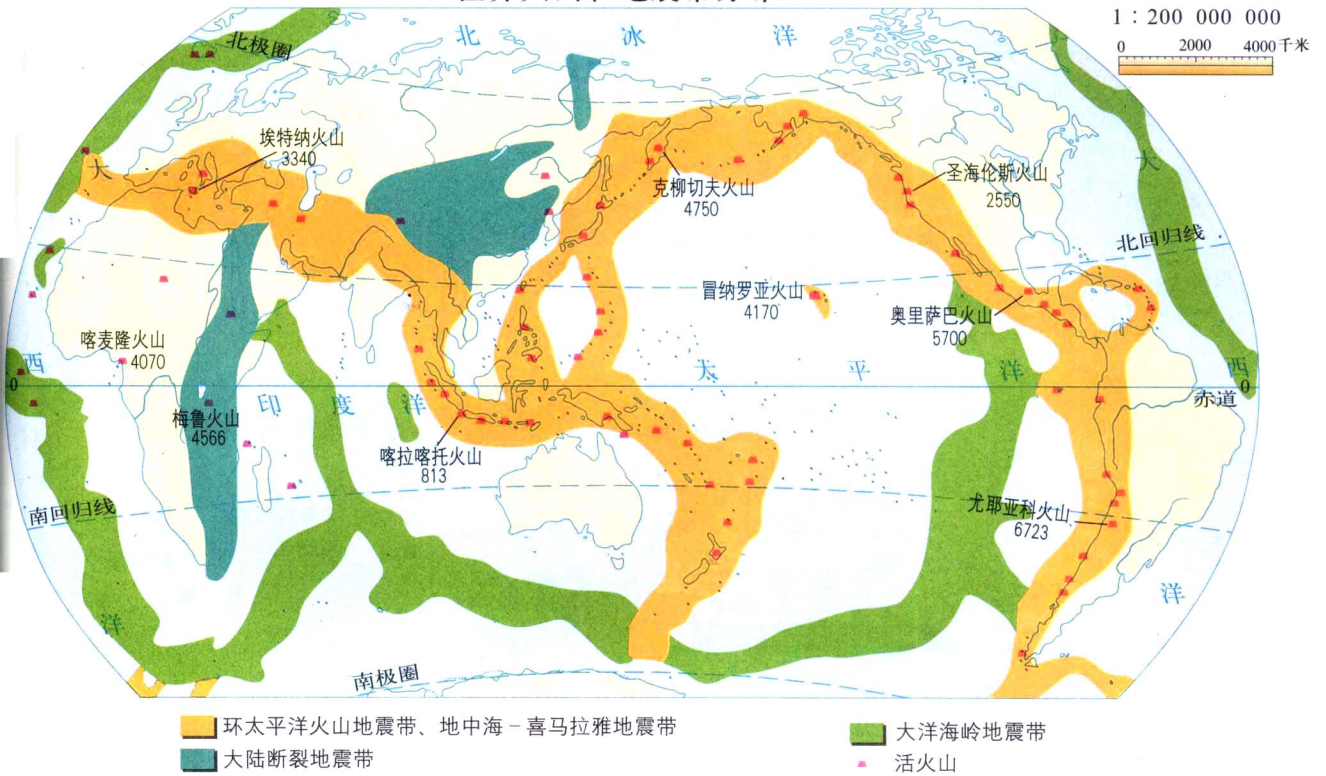 1：200 000 000
0 2000 4000千米
北冰洋
北极圈
埃特纳火山
3340
大
克柳切夫火山
4750
圣海伦斯火山
2550
大
北回归线
冒纳罗亚火山
4170
奥里萨巴火山
5700
喀麦隆火山
4070
西
太平洋
西
0
0
赤道
印度洋
梅鲁火山
4566
喀拉喀托火山
813
南回归线
尤耶亚科火山
6723
洋
洋
南极圈
环太平洋火山地震带、地中海－喜马拉雅地震带
大洋海岭地震带
大陆断裂地震带
活火山